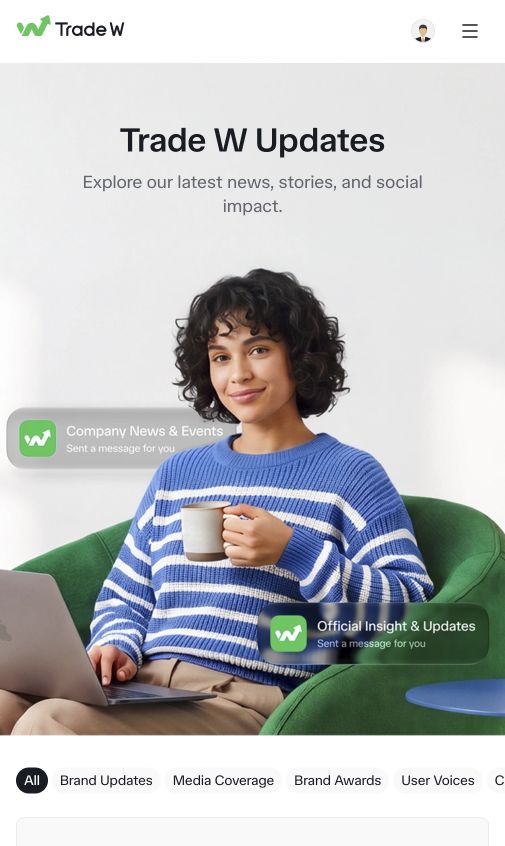 Trade W
Trade W Updates
Explore our latest news, stories, and social
impact.
Company News & Events
Sent a message for you
Official Insight & Updates
Sent a message for you
All
Brand Updates
Media Coverage
Brand Awards
User Voices
C